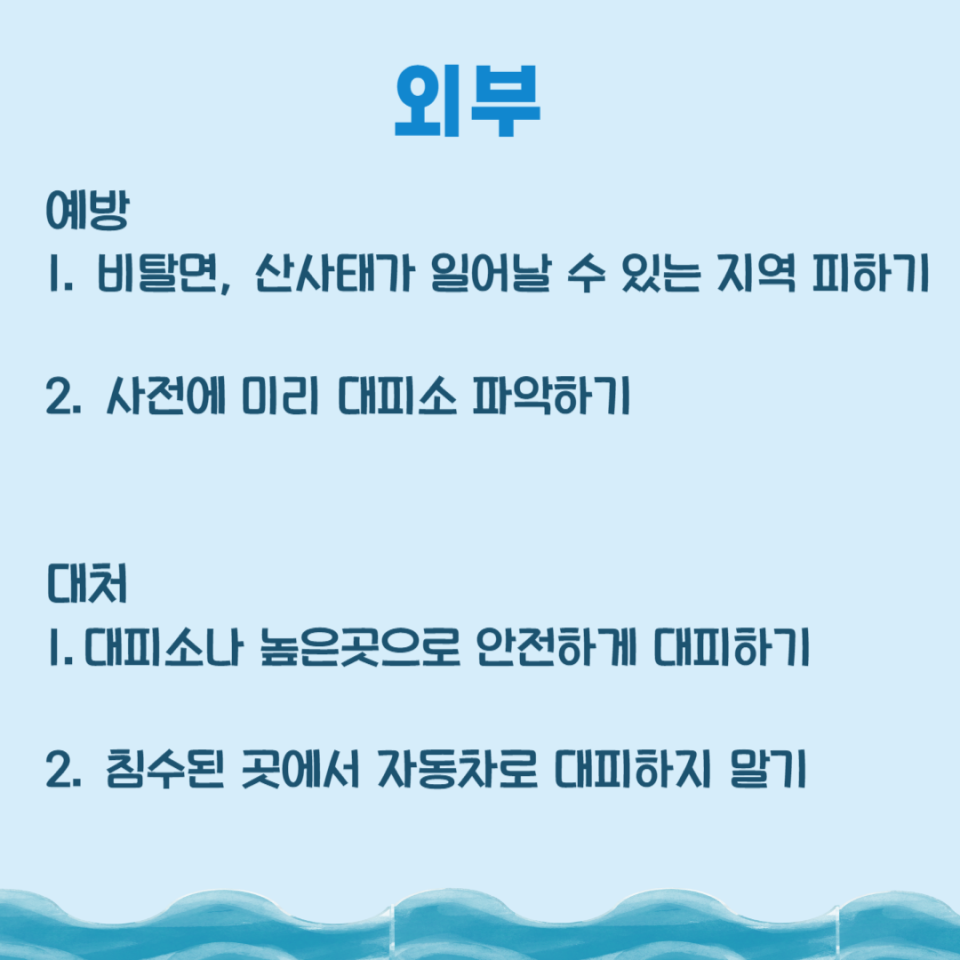 외부
예방
1. 비탈면, 산사태가 일어날 수 있는 지역 피하기
2. 사전에 미리 대피소 파악하기
대처
1. 대피소나 높은곳으로 안전하게 대피하기
2. 침수된 곳에서 자동차로 대피하지 말기